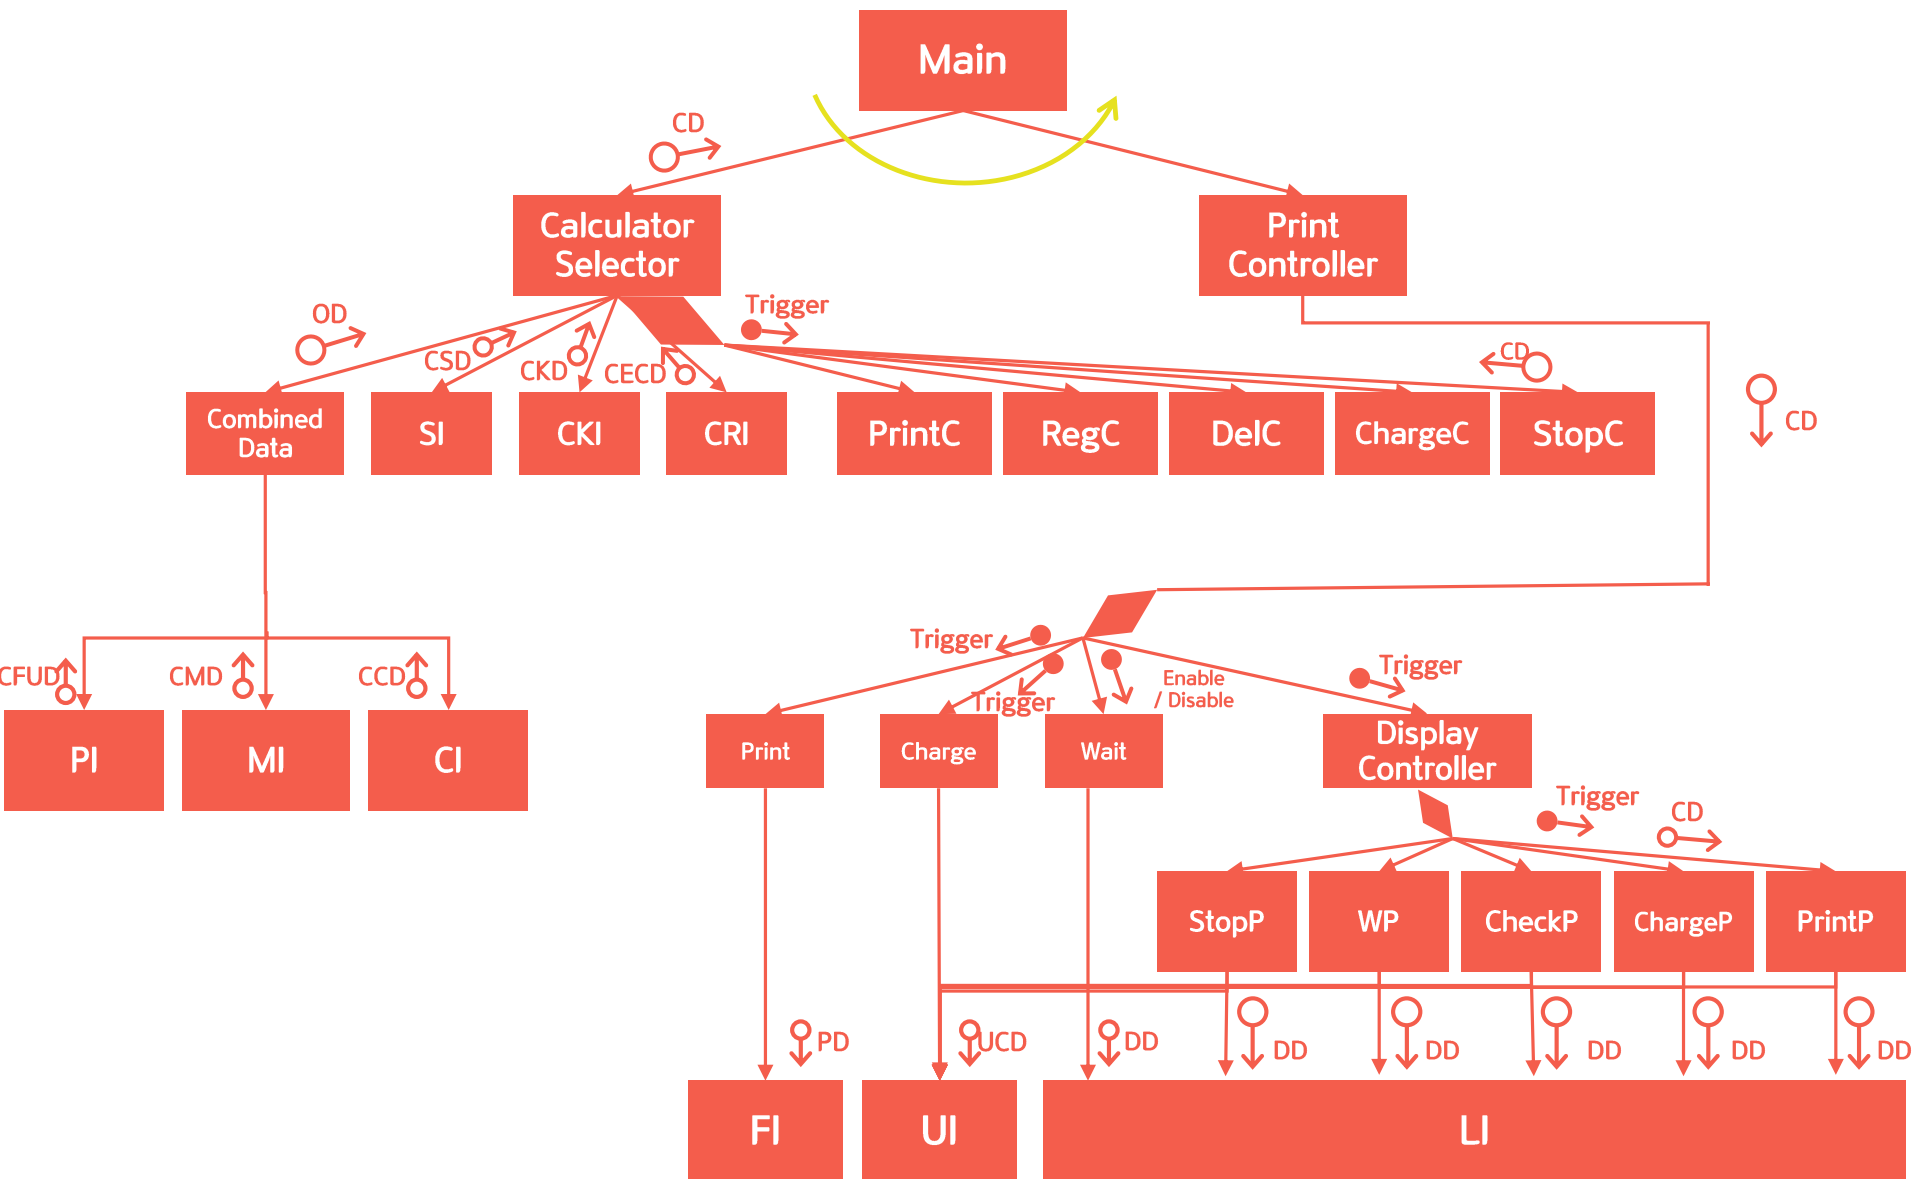 Main
CD
Calculator
Selector
Print
Controller
OD
CSD
CKD
CECD
Trigger
CD
CD
Combined
Data
SI
CKI
CRI
PrintC
RegC
DelC
ChargeC
StopC
CFUD
CMD
CCD
Trigger
Trigger
Enable
/ Disable
Trigger
PI
MI
CI
Print
Charge
Wait
Display
Controller
Trigger
CD
StopP
WP
CheckP
ChargeP
PrintP
PD
UCD
DD
DD
DD
DD
DD
DD
FI
UI
LI